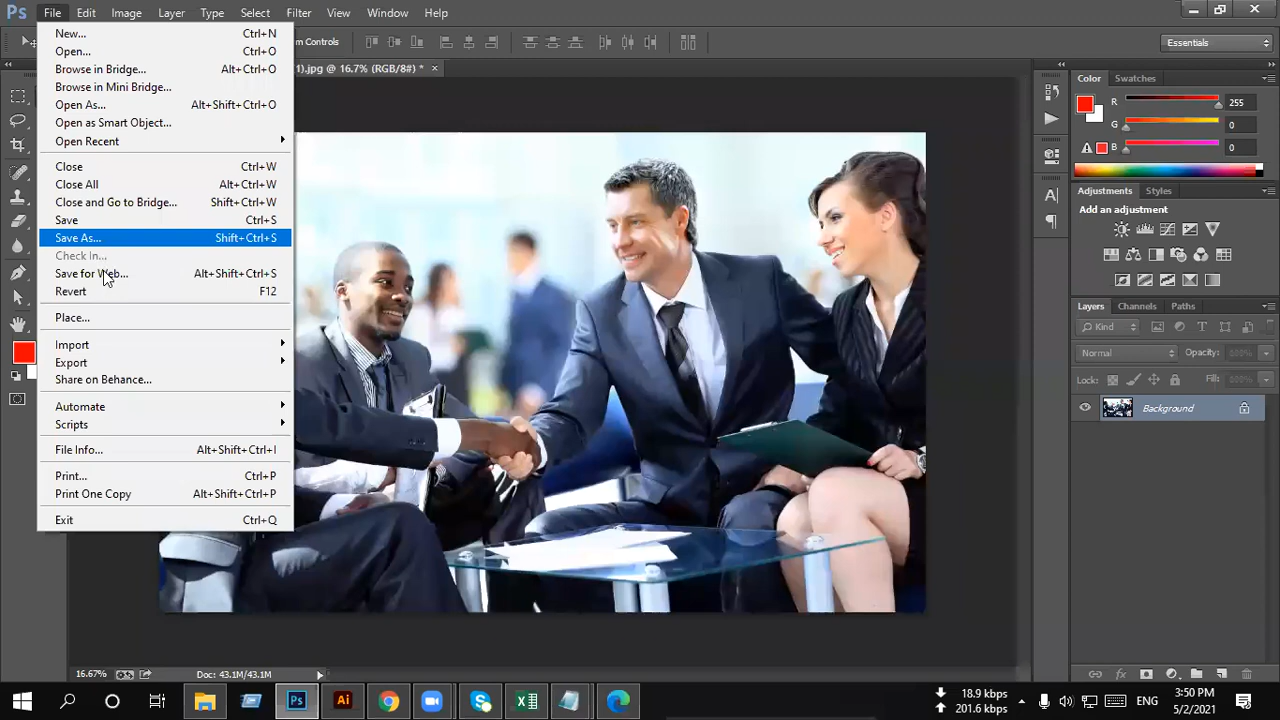 Ps File Edit Image Layer Type Select Filter View Window Help
m Controls Essentials
1).jpg @ 16.7% (RGB/8#) * ×
New... Ctrl+N
Open... Ctrl+O
Browse in Bridge... Alt+Ctrl+O
Browse in Mini Bridge...
Open As... Alt+Shift+Ctrl+O
Open as Smart Object...
Open Recent
Close Ctrl+W
Close All Alt+Ctrl+W
Close and Go to Bridge... Shift+Ctrl+W
Save Ctrl+S
Save As... Shift+Ctrl+S
Check In...
Save for Web... Alt+Shift+Ctrl+S
Revert F12
Place...
Import
Export
Share on Behance...
Automate
Scripts
File Info... Alt+Shift+Ctrl+I
Print... Ctrl+P
Print One Copy Alt+Shift+Ctrl+P
Exit Ctrl+Q
Color Swatches
R 255
G 0
B 0
Adjustments Styles
Add an adjustment
Layers Channels Paths
Kind
Normal Opacity: 100%
Lock: Fill: 100%
Background
16.67% Doc: 43.1M/43.1M
Ps Ai
18.9 kbps
201.6 kbps
ENG
3:50 PM
5/2/2021